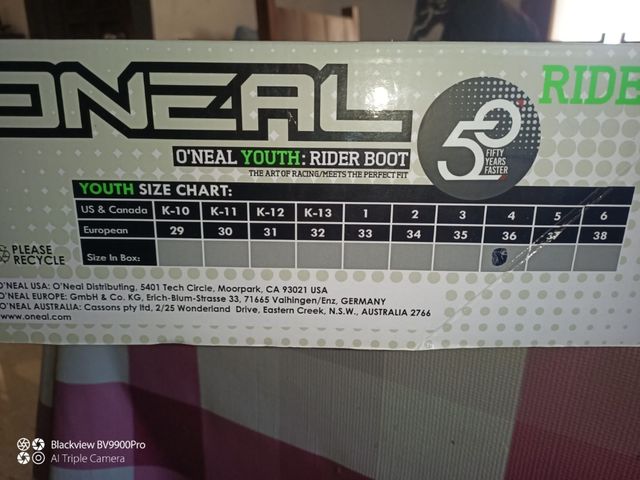 ONEAL
RIDE
50
FIFTY
YEARS
FASTER
O'NEAL YOUTH: RIDER BOOT
THE ART OF RACING/MEETS THE PERFECT FIT
YOUTH SIZE CHART:
US & Canada K-10 K-11 K-12 K-13 1 2 3 4 5 6
European 29 30 31 32 33 34 35 36 37 38
Size In Box:
PLEASE
RECYCLE
O'NEAL USA: O'Neal Distributing, 5401 Tech Circle, Moorpark, CA 93021 USA
O'NEAL EUROPE: GmbH & Co. KG, Erich-Blum-Strasse 33, 71665 Vaihingen/Enz, GERMANY
O'NEAL AUSTRALIA: Cassons pty ltd, 2/25 Wonderland Drive, Eastern Creek, N.S.W., AUSTRALIA 2766
www.oneal.com
Blackview BV9900Pro
AI Triple Camera